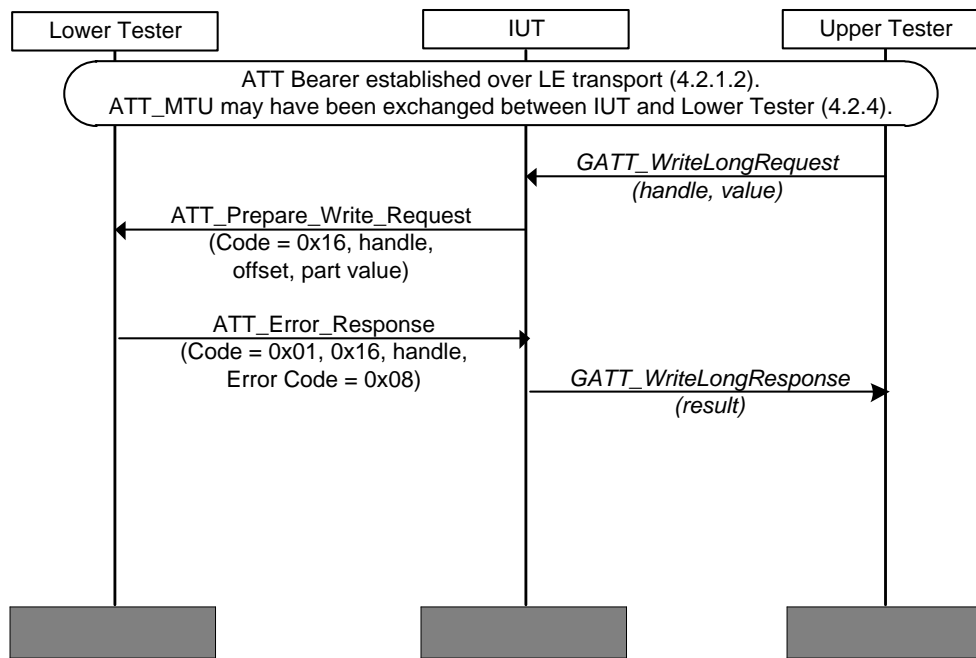 Lower Tester
IUT
Upper Tester
ATT Bearer established over LE transport (4.2.1.2).
ATT_MTU may have been exchanged between IUT and Lower Tester (4.2.4).
GATT_WriteLongRequest
(handle, value)
ATT_Prepare_Write_Request
(Code = 0x16, handle,
offset, part value)
ATT_Error_Response
(Code = 0x01, 0x16, handle,
Error Code = 0x08)
GATT_WriteLongResponse
(result)